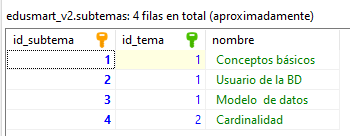 edusmart_v2.subtemas: 4 filas en total (aproximadamente)
id_subtema id_tema nombre
1 1 Conceptos básicos
2 1 Usuario de la BD
3 1 Modelo de datos
4 2 Cardinalidad